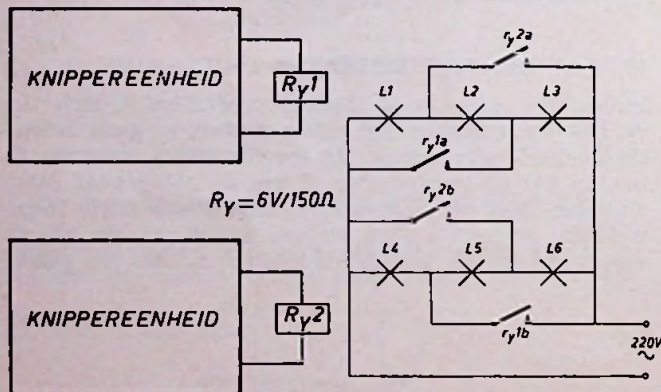 KNIPPEREENHEID
Ry1
Ry=6V/150Ω
KNIPPEREENHEID
Ry2
ry2a
L1
L2
L3
ry1a
ry2b
L4
L5
L6
ry1b
220V
~